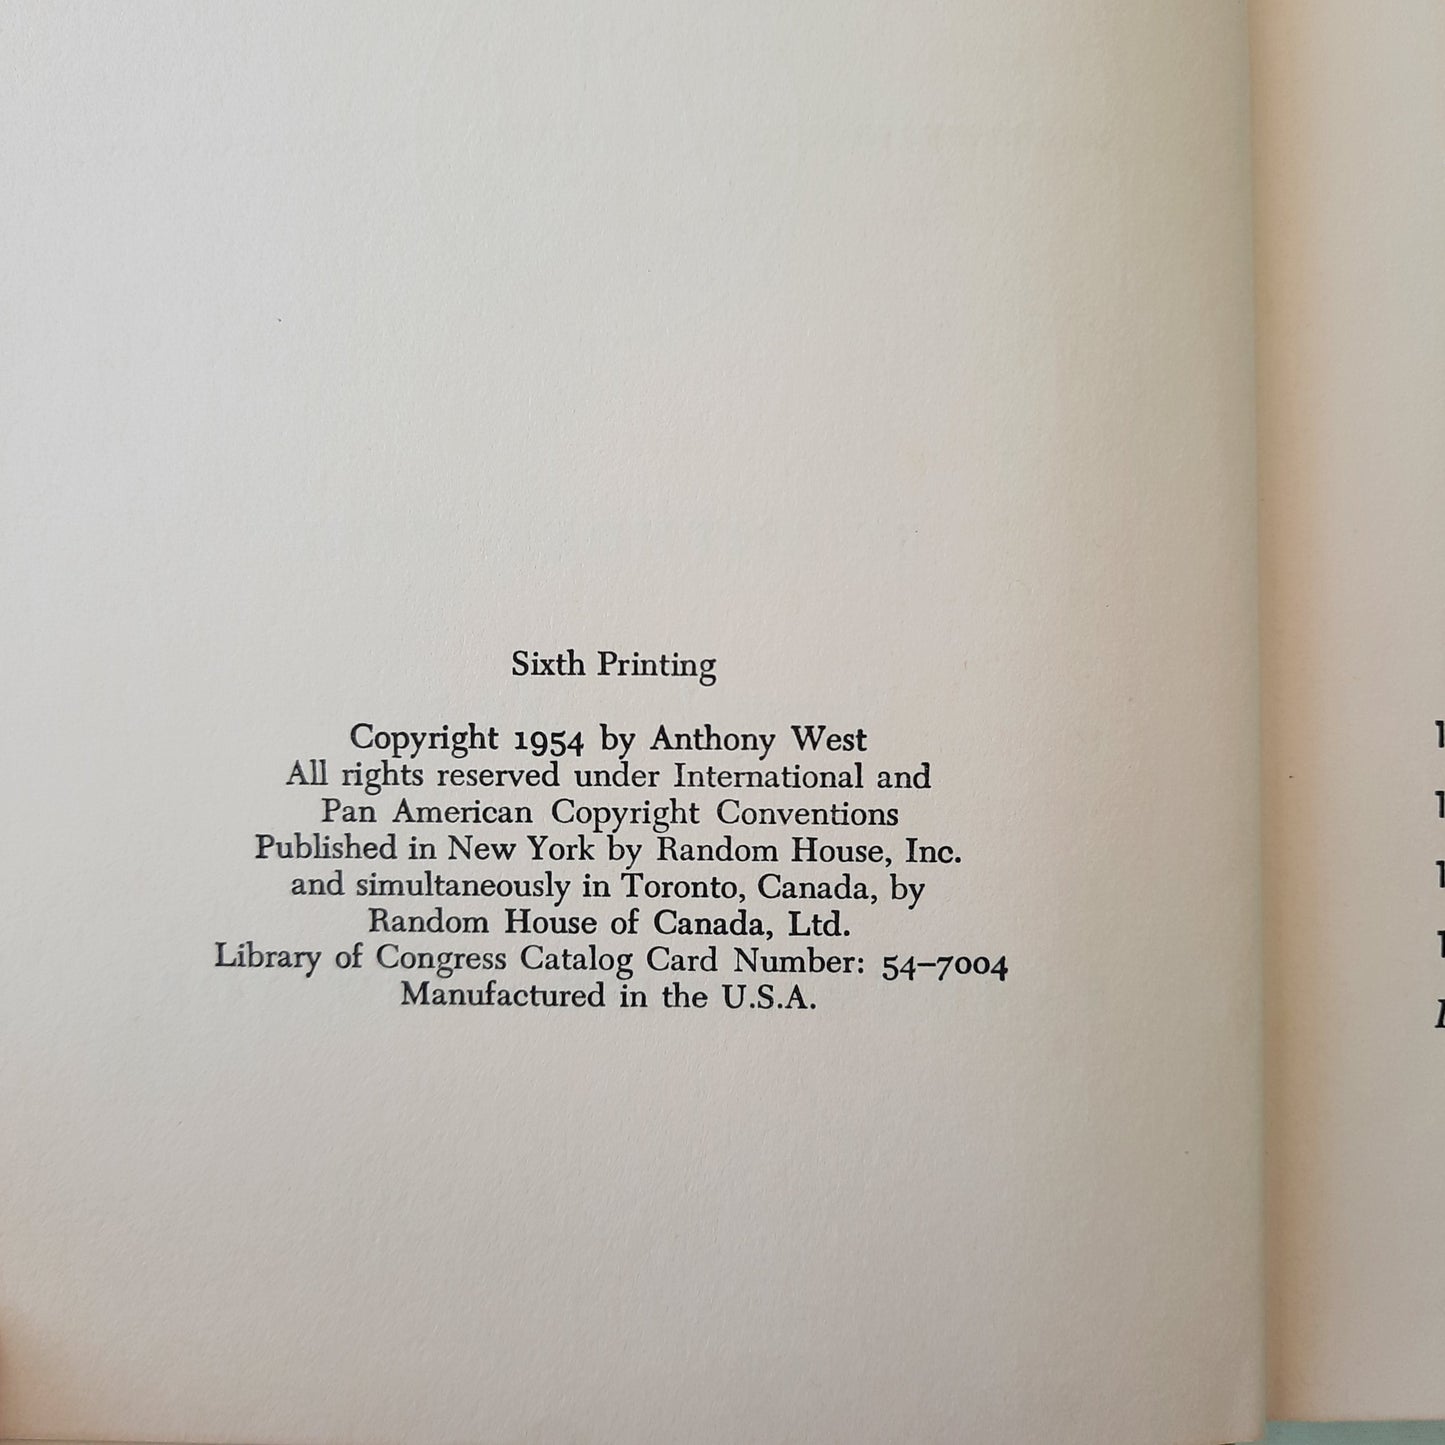 Sixth Printing
Copyright 1954 by Anthony West
All rights reserved under International and
Pan American Copyright Conventions
Published in New York by Random House, Inc.
and simultaneously in Toronto, Canada, by
Random House of Canada, Ltd.
Library of Congress Catalog Card Number: 54–7004
Manufactured in the U.S.A.